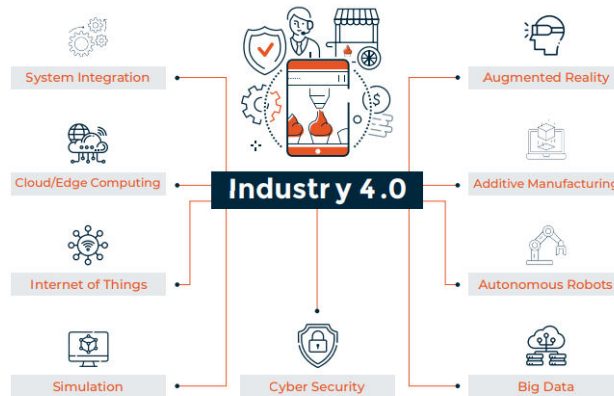 System Integration
Augmented Reality
Cloud/Edge Computing
Industry 4.0
Additive Manufacturing
Internet of Things
Autonomous Robots
Simulation
Cyber Security
Big Data
$